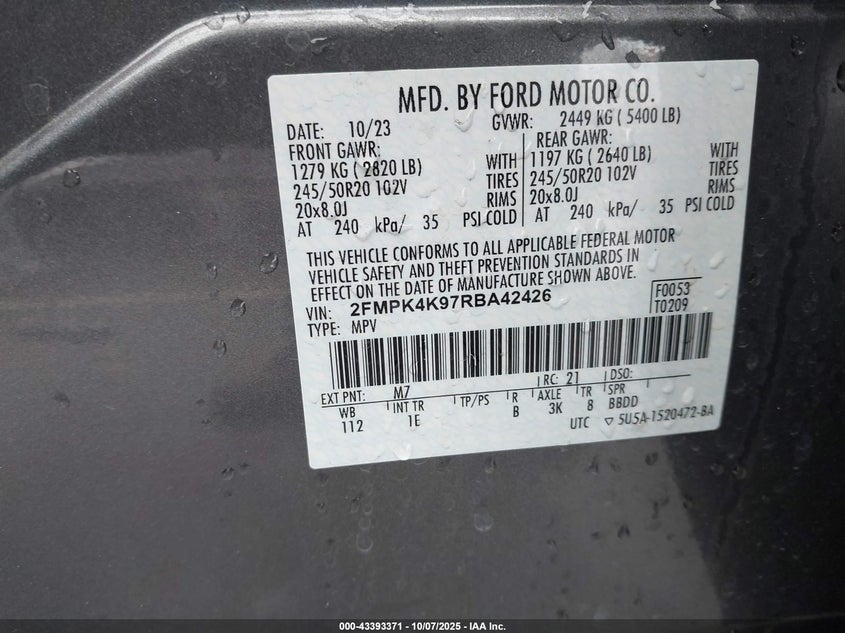 MFD. BY FORD MOTOR CO.
DATE: 10/23 GVWR: 2449 KG ( 5400 LB)
FRONT GAWR: REAR GAWR:
1279 KG ( 2820 LB) WITH 1197 KG ( 2640 LB) WITH
245/50R20 102V TIRES 245/50R20 102V TIRES
20x8.0J RIMS 20x8.0J RIMS
AT 240 kPa/ 35 PSI COLD AT 240 kPa/ 35 PSI COLD
THIS VEHICLE CONFORMS TO ALL APPLICABLE FEDERAL MOTOR
VEHICLE SAFETY AND THEFT PREVENTION STANDARDS IN
EFFECT ON THE DATE OF MANUFACTURE SHOWN ABOVE.
VIN: 2FMPK4K97RBA42426 F0053
TYPE: MPV T0209
EXT PNT: M7 RC: 21 DSO:
WB INT TR TP/PS R AXLE TR SPR
112 1E B 3K 8 BBDD
UTC ▽ 5U5A-1520472-BA
000-43393371 - 10/07/2025 - IAA Inc.